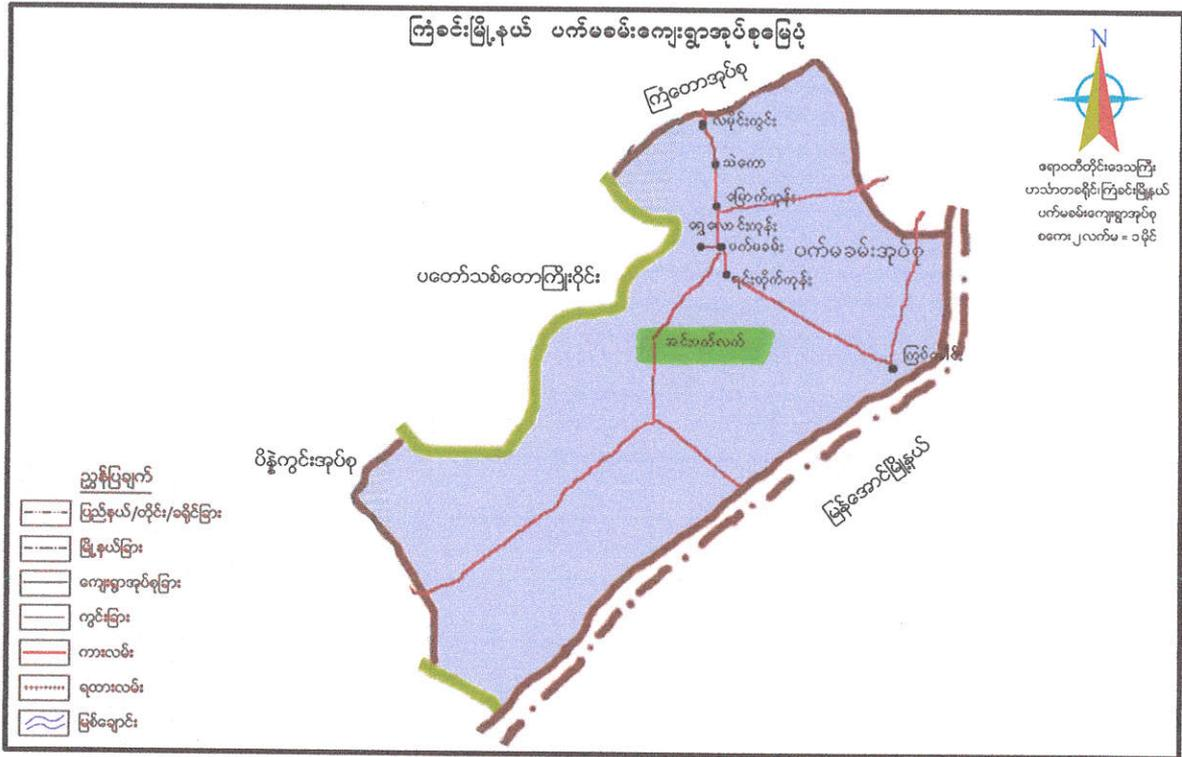 ကြံခင်းမြို့နယ် ပက်မခမ်းကျေးရွာအုပ်စုမြေပုံ
N
ဧရာဝတီတိုင်းဒေသကြီး
ဟင်္သာတခရိုင်၊ကြံခင်းမြို့နယ်
ပက်မခမ်းကျေးရွာအုပ်စု
စကေး၂လက်မ = ၁မိုင်
ကြံတောအုပ်စု
လမိုင်းကွင်း
သဲကော
မြောက်ကုန်း
ပက်မခမ်း
ပက်မခမ်းအုပ်စု
ရင်းတိုက်ကုန်း
ပတော်သစ်တောကြိုးဝိုင်း
ပိန္နဲကွင်းအုပ်စု
မြန်အောင်မြို့နယ်
ညွှန်ပြချက်
ပြည်နယ်/တိုင်း/ခရိုင်ခြား
မြို့နယ်ခြား
ကျေးရွာအုပ်စုခြား
ကွင်းခြား
ကားလမ်း
ရထားလမ်း
မြစ်ချောင်း